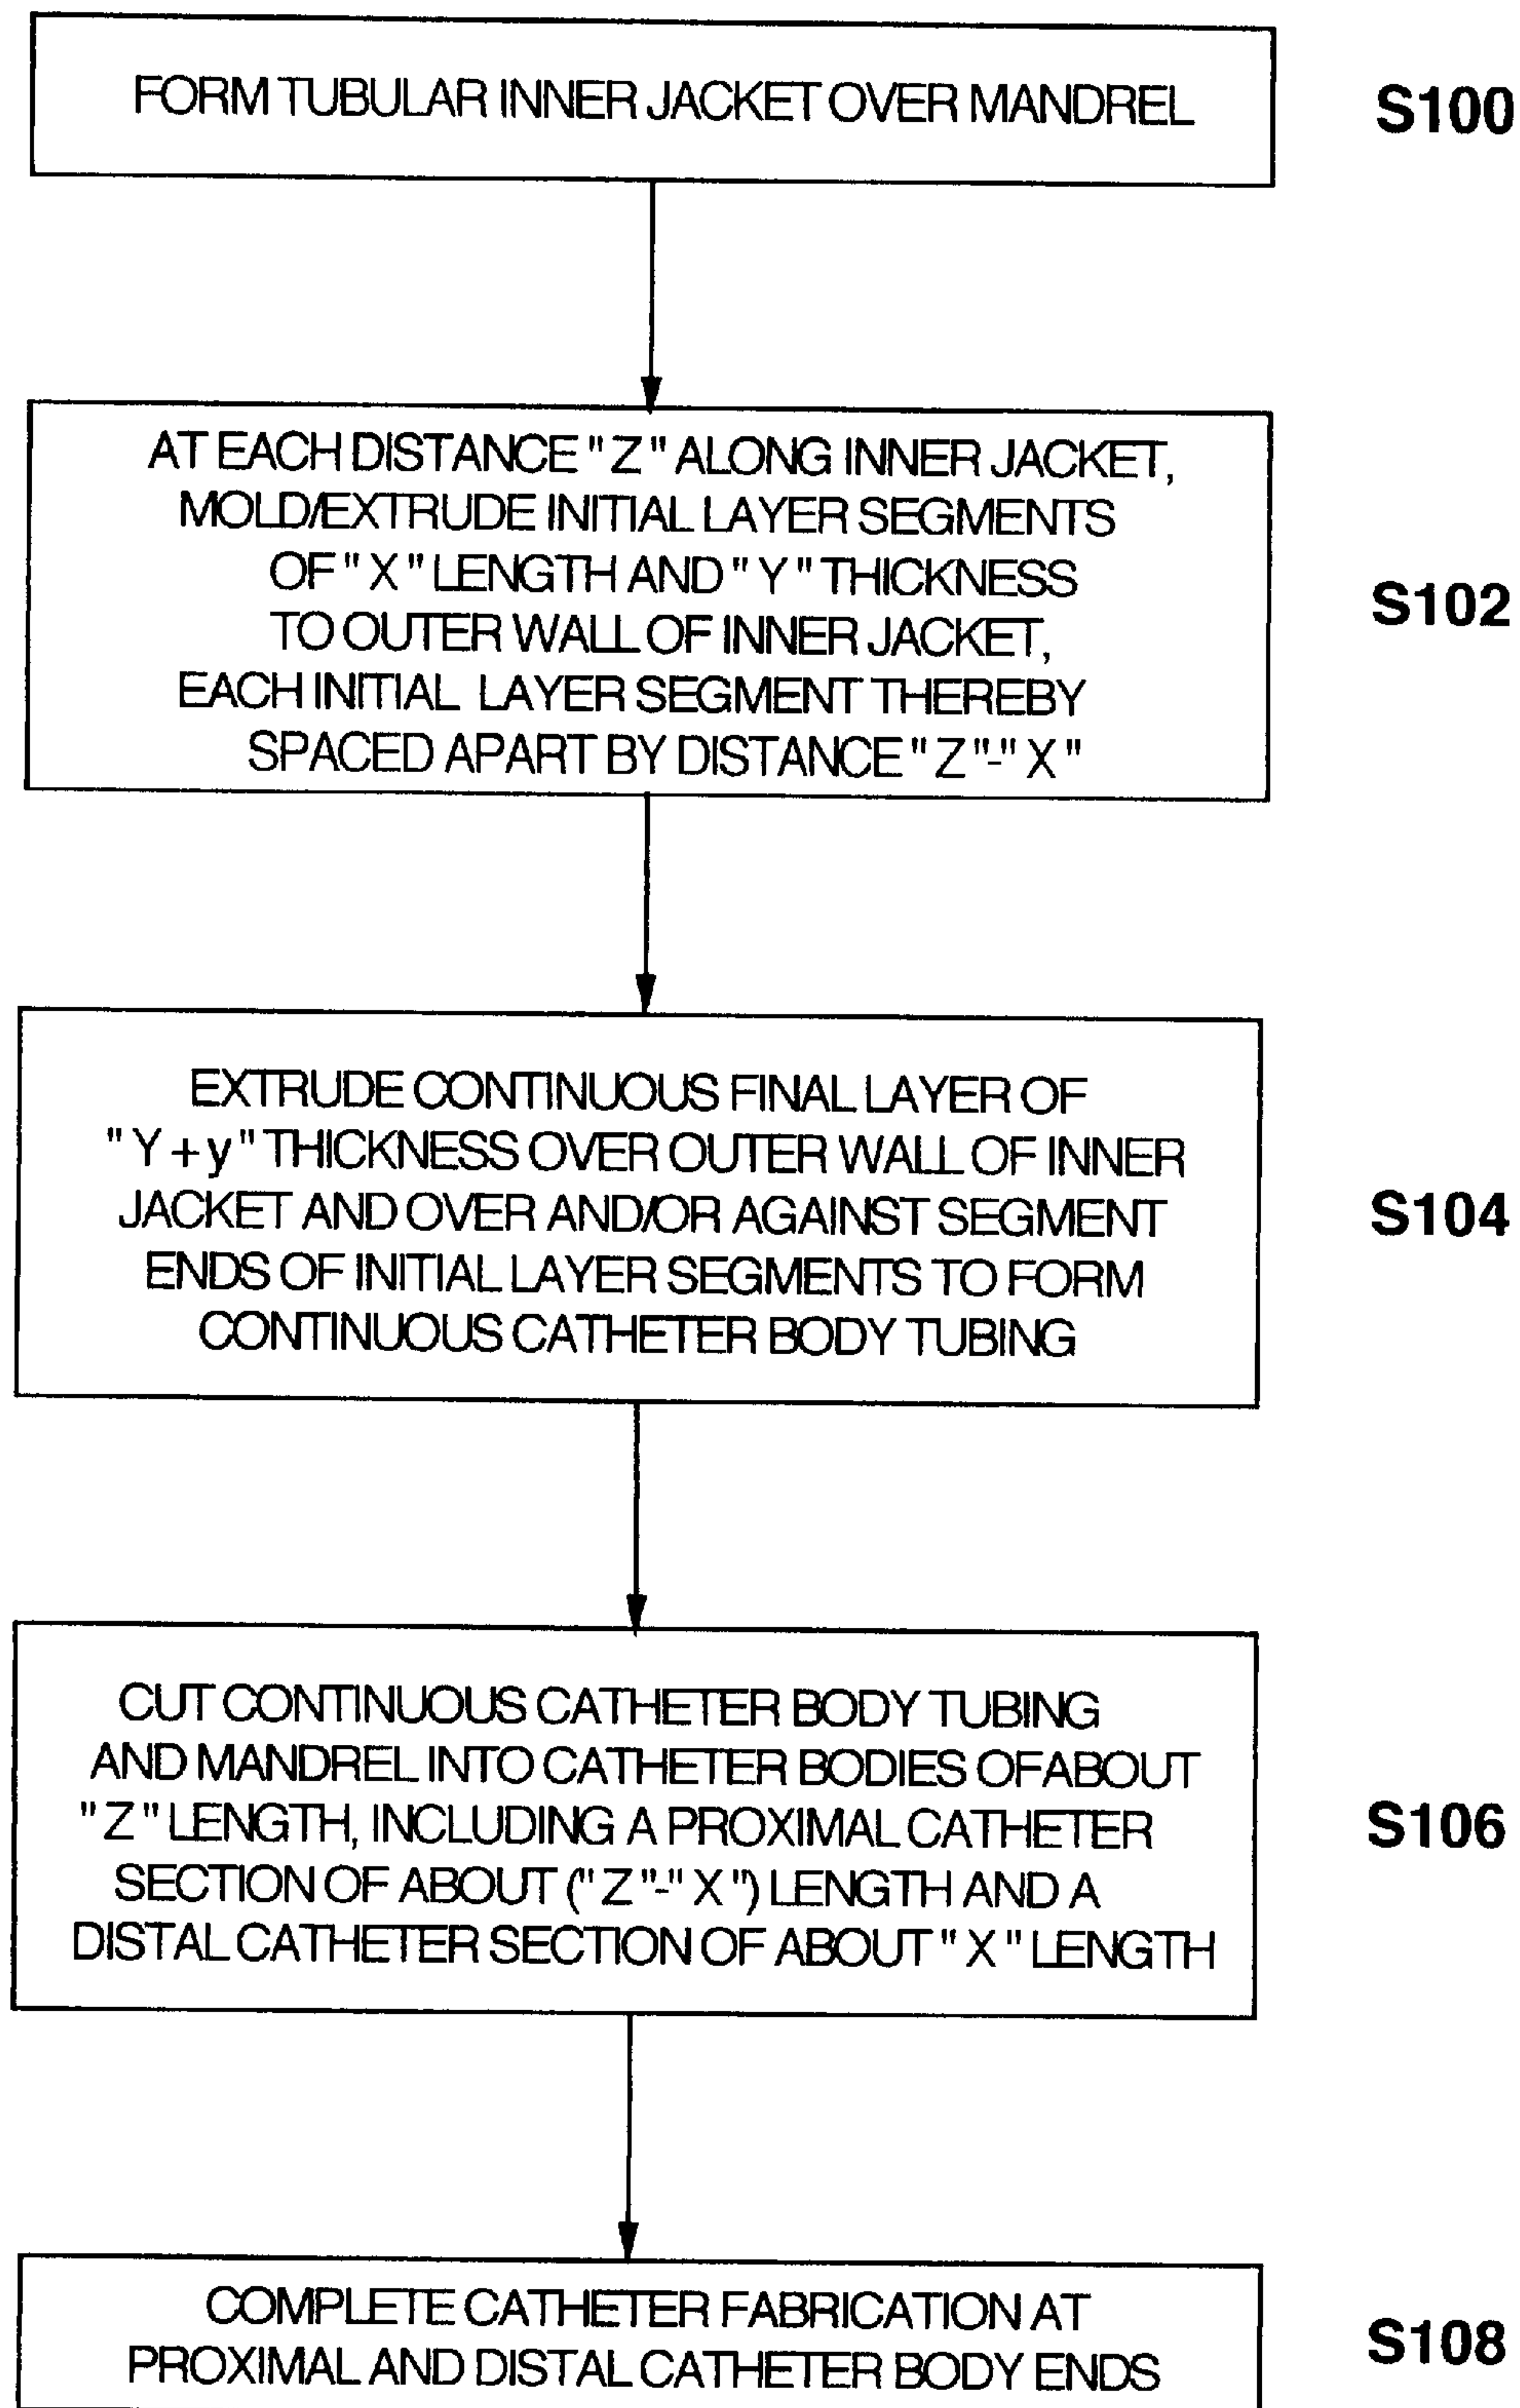 FORM TUBULAR INNER JACKET OVER MANDREL
S100
AT EACH DISTANCE "Z" ALONG INNER JACKET,
MOLD/EXTRUDE INITIAL LAYER SEGMENTS
OF "X" LENGTH AND "Y" THICKNESS
TO OUTER WALL OF INNER JACKET,
EACH INITIAL LAYER SEGMENT THEREBY
SPACED APART BY DISTANCE "Z"-"X"
S102
EXTRUDE CONTINUOUS FINAL LAYER OF
"Y+y" THICKNESS OVER OUTER WALL OF INNER
JACKET AND OVER AND/OR AGAINST SEGMENT
ENDS OF INITIAL LAYER SEGMENTS TO FORM
CONTINUOUS CATHETER BODY TUBING
S104
CUT CONTINUOUS CATHETER BODY TUBING
AND MANDREL INTO CATHETER BODIES OF ABOUT
"Z" LENGTH, INCLUDING A PROXIMAL CATHETER
SECTION OF ABOUT ("Z"-"X") LENGTH AND A
DISTAL CATHETER SECTION OF ABOUT "X" LENGTH
S106
COMPLETE CATHETER FABRICATION AT
PROXIMAL AND DISTAL CATHETER BODY ENDS
S108